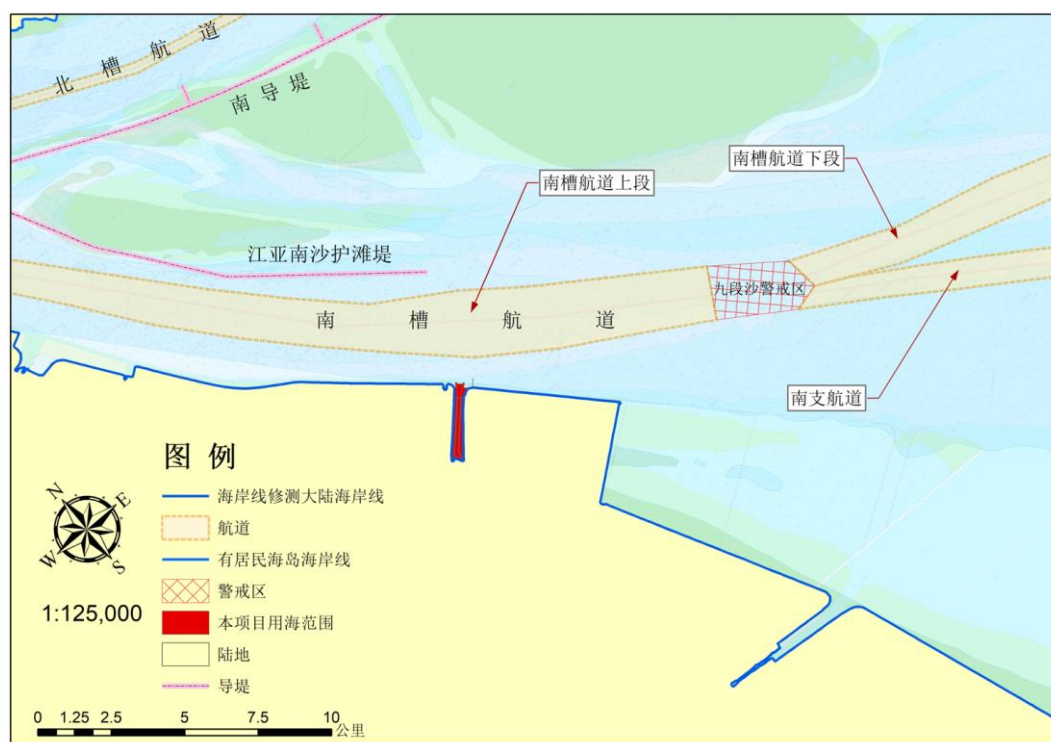 北槽航道
南导堤
南槽航道下段
南槽航道上段
江亚南沙护滩堤
九段沙警戒区
南槽航道
南支航道
图例
海岸线修测大陆海岸线
航道
有居民海岛海岸线
警戒区
本项目用海范围
陆地
导堤
N
E
W
S
1:125,000
0 1.25 2.5 5 7.5 10
公里